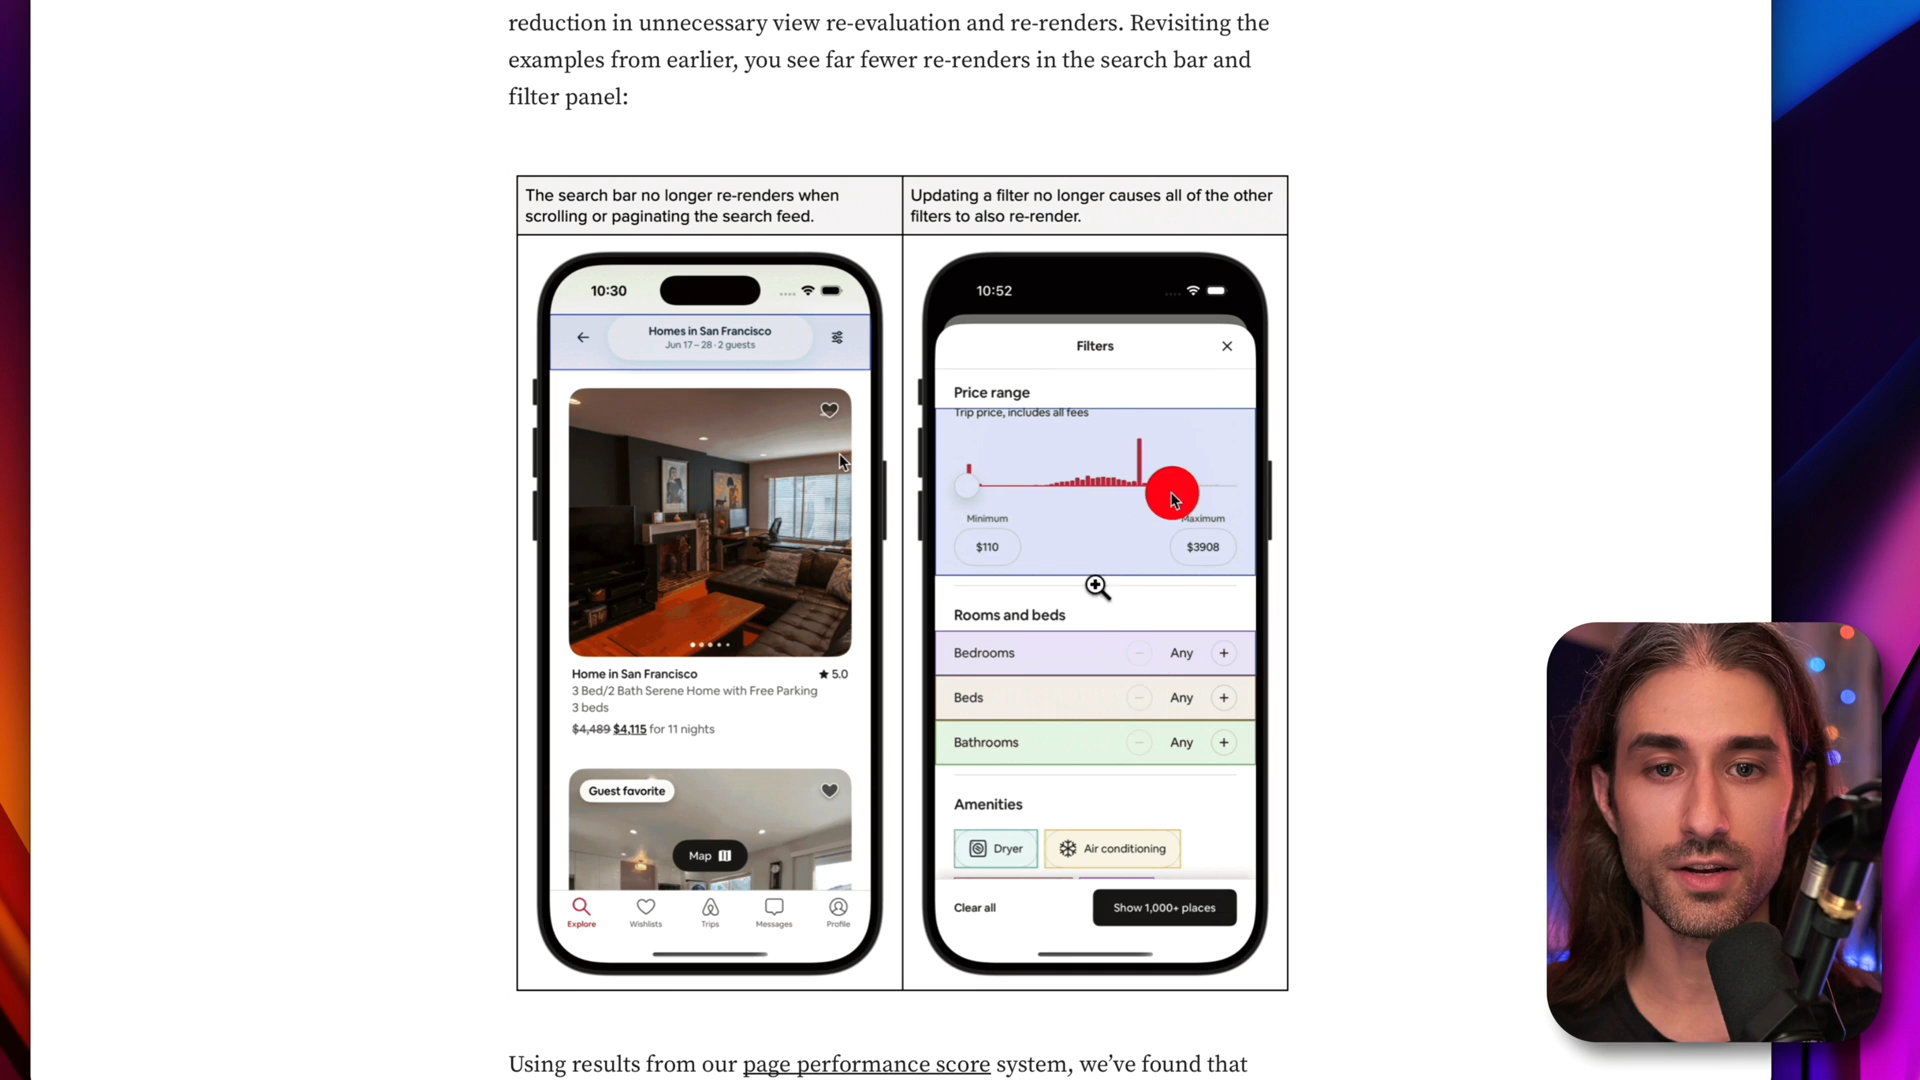 reduction in unnecessary view re-evaluation and re-renders. Revisiting the
examples from earlier, you see far fewer re-renders in the search bar and
filter panel:
The search bar no longer re-renders when
scrolling or paginating the search feed.
Updating a filter no longer causes all of the other
filters to also re-render.
10:30
Homes in San Francisco
Jun 17 – 28 · 2 guests
Home in San Francisco
★ 5.0
3 Bed/2 Bath Serene Home with Free Parking
3 beds
$4,489 $4,115 for 11 nights
Guest favorite
Map
Explore
Wishlists
Trips
Messages
Profile
10:52
Filters
Price range
Trip price, includes all fees
Minimum
Maximum
$110
$3908
Rooms and beds
Bedrooms
Any
Beds
Any
Bathrooms
Any
Amenities
Dryer
Air conditioning
Clear all
Show 1,000+ places
Using results from our page performance score system, we’ve found that